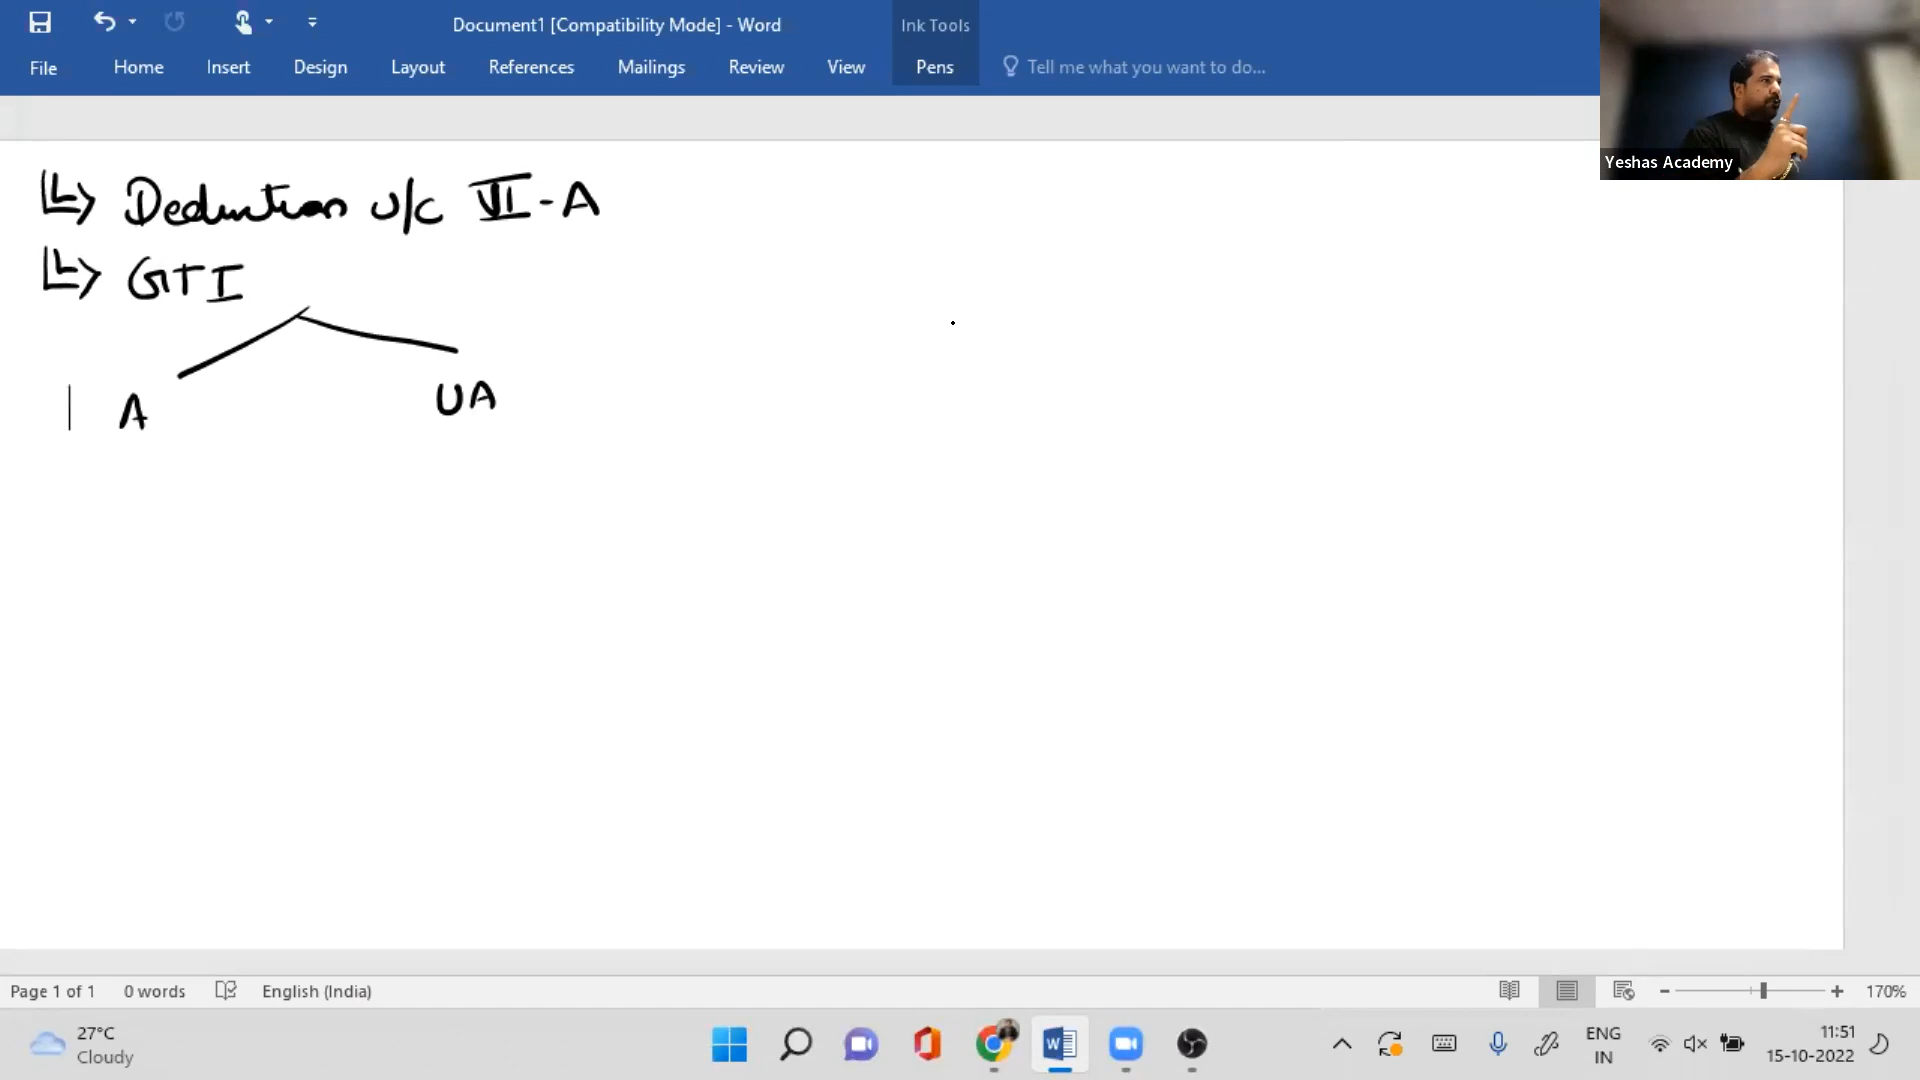 Document1 [Compatibility Mode] - Word
Ink Tools
File Home Insert Design Layout References Mailings Review View Pens Tell me what you want to do...
Yeshas Academy
Deduction u/c VI-A
GTI
A UA
Page 1 of 1 0 words English (India) 170%
27°C
Cloudy
ENG
IN
11:51
15-10-2022